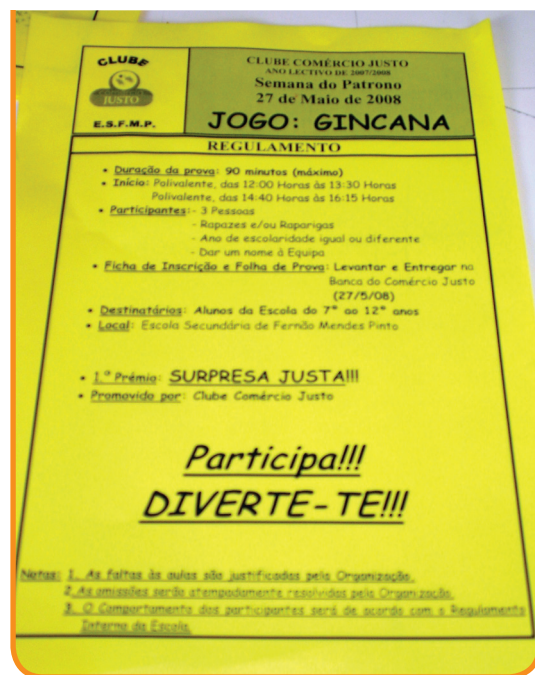 CLUBE
JUSTO
E.S.F.M.P.
CLUBE COMÉRCIO JUSTO
ANO LECTIVO DE 2007/2008
Semana do Patrono
27 de Maio de 2008
JOGO: GINCANA
REGULAMENTO
• Duração da prova: 90 minutos (máximo)
• Início: Polivalente, das 12:00 Horas às 13:30 Horas
Polivalente, das 14:40 Horas às 16:15 Horas
• Participantes:- 3 Pessoas
- Rapazes e/ou Raparigas
- Ano de escolaridade igual ou diferente
- Dar um nome à Equipa
• Ficha de Inscrição e Folha de Prova: Levantar e Entregar na
Banca do Comércio Justo
(27/5/08)
• Destinatários: Alunos da Escola do 7º ao 12º anos
• Local: Escola Secundária de Fernão Mendes Pinto
• 1.º Prémio: SURPRESA JUSTA!!!
• Promovido por: Clube Comércio Justo
Participa!!!
DIVERTE-TE!!!
Notas: 1. As faltas às aulas são justificadas pela Organização.
2. As omissões serão atempadamente resolvidas pela Organização.
3. O Comportamento dos participantes será de acordo com o Regulamento
Interno da Escola.